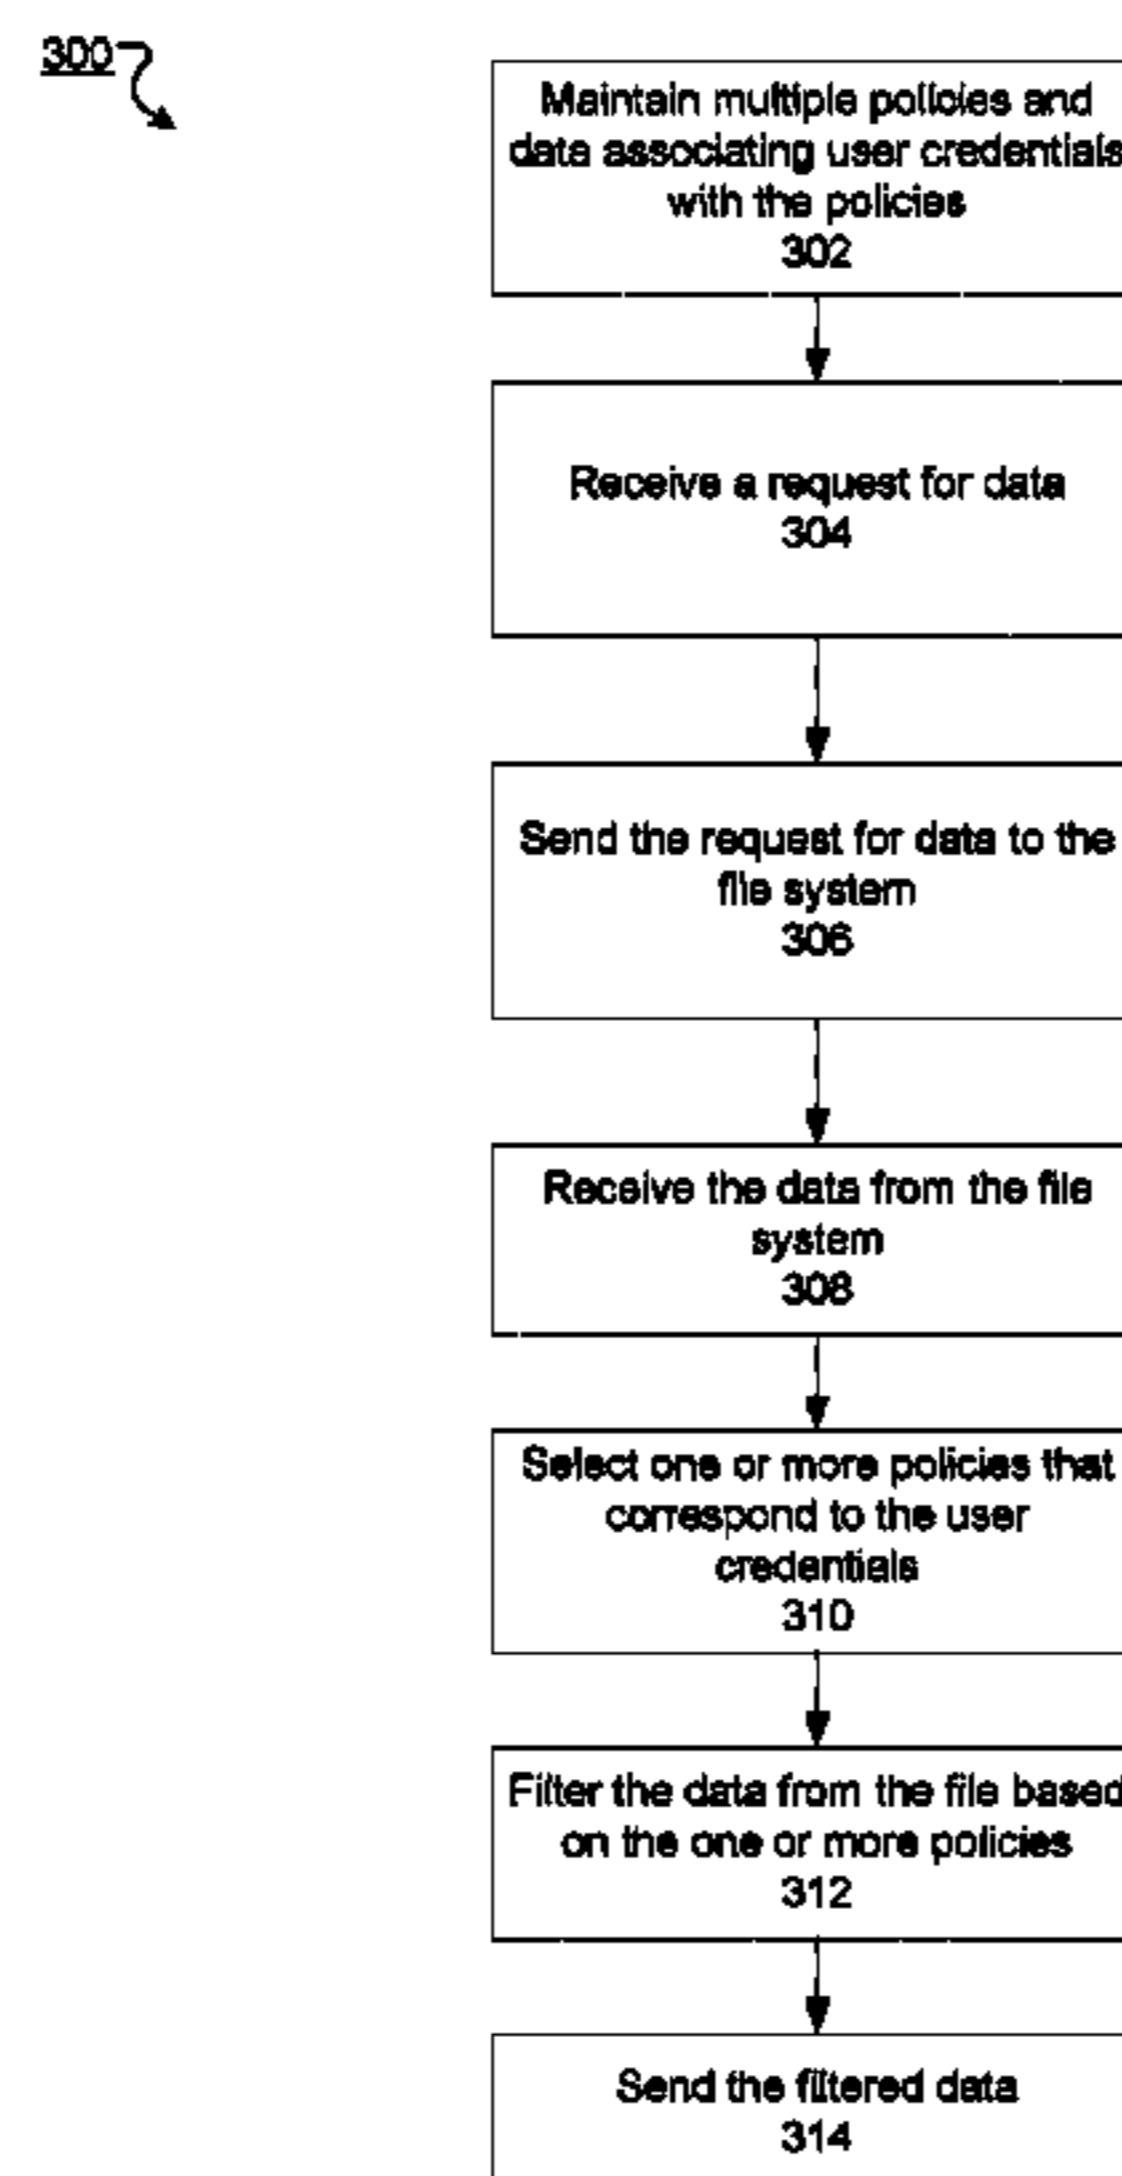 300
Maintain multiple policies and
data associating user credentials
with the policies
302
Receive a request for data
304
Send the request for data to the
file system
306
Receive the data from the file
system
308
Select one or more policies that
correspond to the user
credentials
310
Filter the data from the file based
on the one or more policies
312
Send the filtered data
314